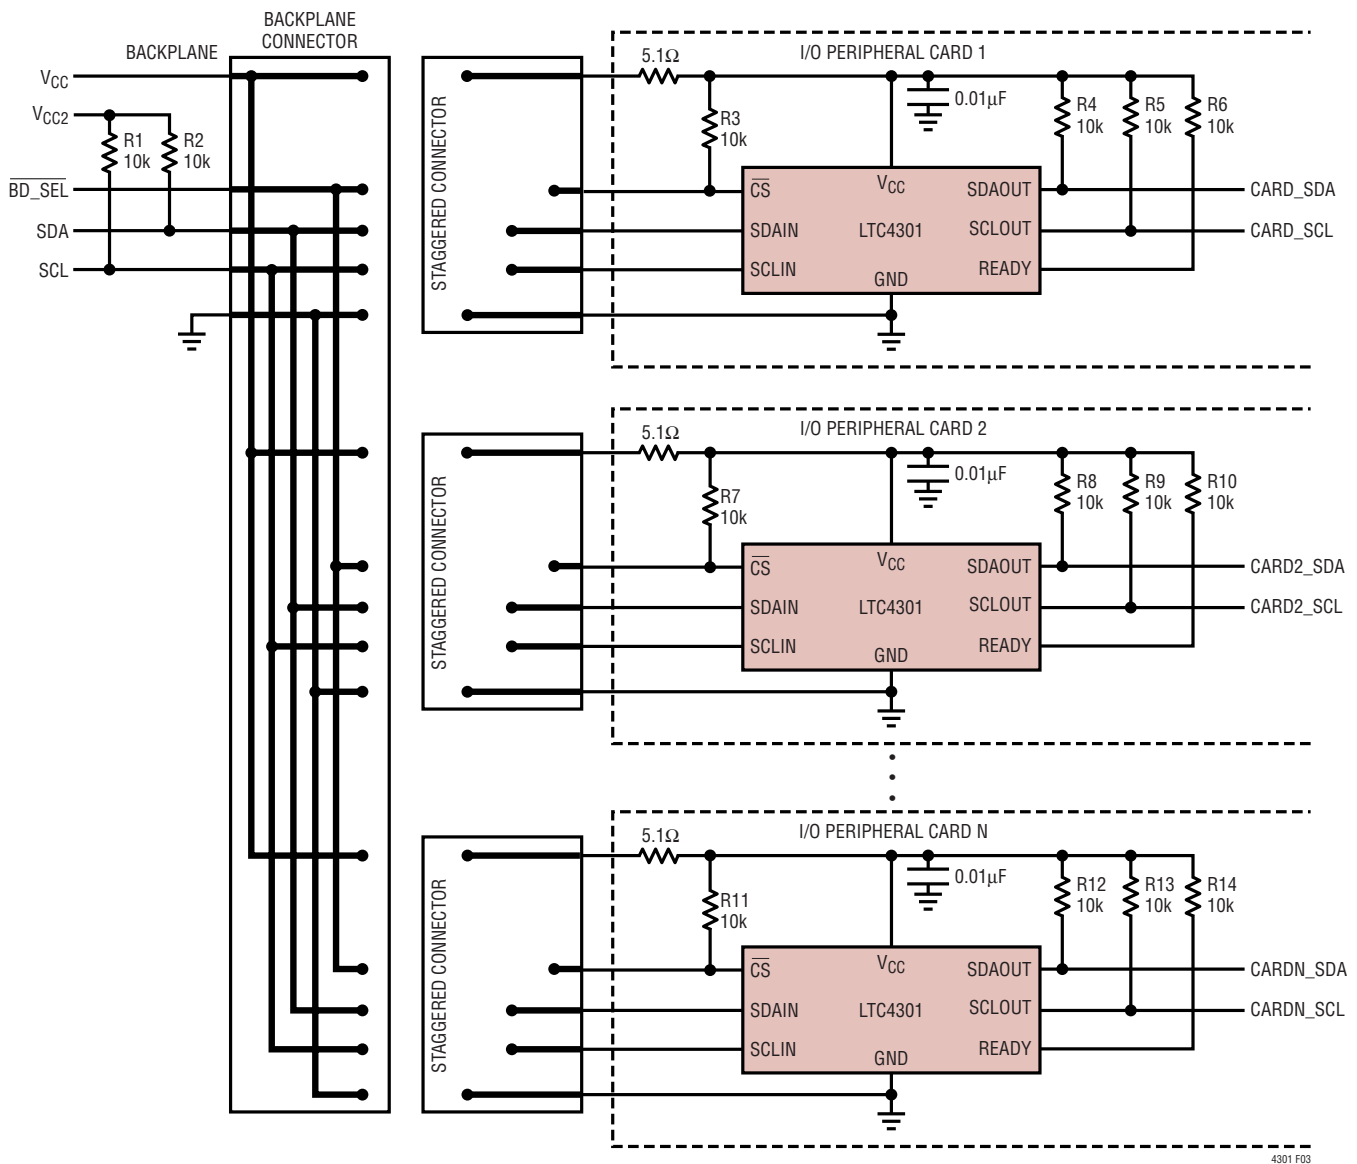 BACKPLANE
CONNECTOR
BACKPLANE
VCC
VCC2
R1
10k
R2
10k
BD_SEL
SDA
SCL
STAGGERED CONNECTOR
I/O PERIPHERAL CARD 1
5.1Ω
0.01µF
R3
10k
R4
10k
R5
10k
R6
10k
CS
VCC
SDAOUT
CARD_SDA
SDAIN
LTC4301
SCLOUT
CARD_SCL
SCLIN
GND
READY
STAGGERED CONNECTOR
I/O PERIPHERAL CARD 2
5.1Ω
0.01µF
R7
10k
R8
10k
R9
10k
R10
10k
CS
VCC
SDAOUT
CARD2_SDA
SDAIN
LTC4301
SCLOUT
CARD2_SCL
SCLIN
GND
READY
STAGGERED CONNECTOR
I/O PERIPHERAL CARD N
5.1Ω
0.01µF
R11
10k
R12
10k
R13
10k
R14
10k
CS
VCC
SDAOUT
CARDN_SDA
SDAIN
LTC4301
SCLOUT
CARDN_SCL
SCLIN
GND
READY
4301 F03